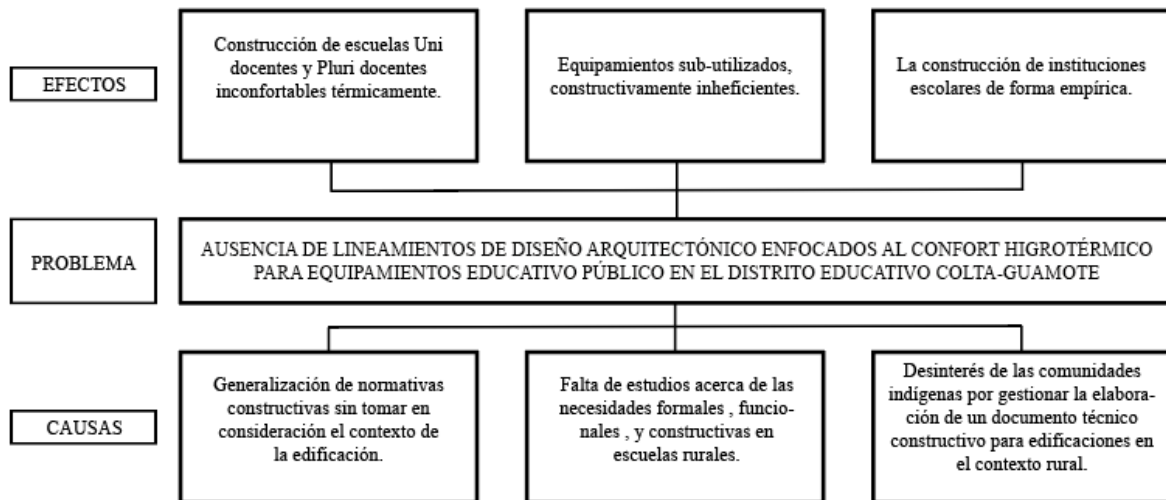 EFECTOS
Construcción de escuelas Uni
docentes y Pluri docentes
inconfortables térmicamente.
Equipamientos sub-utilizados,
constructivamente inheficientes.
La construcción de instituciones
escolares de forma empírica.
PROBLEMA
AUSENCIA DE LINEAMIENTOS DE DISEÑO ARQUITECTÓNICO ENFOCADOS AL CONFORT HIGROTÉRMICO
PARA EQUIPAMIENTOS EDUCATIVO PÚBLICO EN EL DISTRITO EDUCATIVO COLTA-GUAMOTE
CAUSAS
Generalización de normativas
constructivas sin tomar en
consideración el contexto de
la edificación.
Falta de estudios acerca de las
necesidades formales , funcio-
nales , y constructivas en
escuelas rurales.
Desinterés de las comunidades
indígenas por gestionar la elabora-
ción de un documento técnico
constructivo para edificaciones en
el contexto rural.